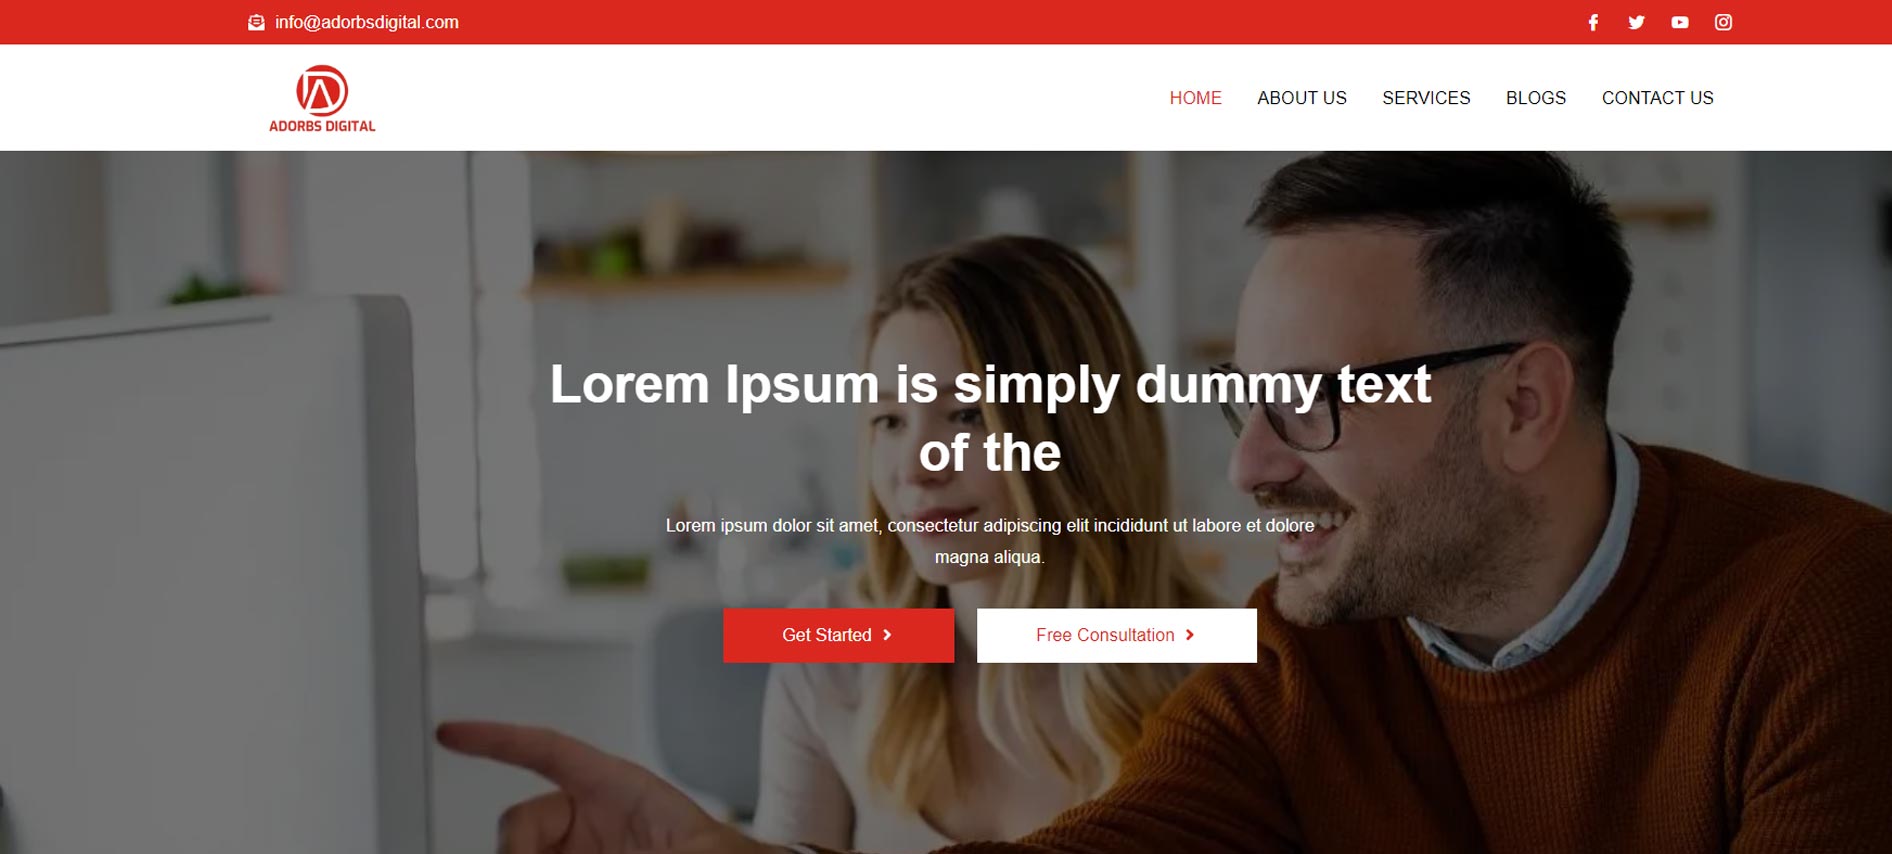 info@adorbsdigital.com
ADORBS DIGITAL
HOME ABOUT US SERVICES BLOGS CONTACT US
Lorem Ipsum is simply dummy text
of the
Lorem ipsum dolor sit amet, consectetur adipiscing elit incididunt ut labore et dolore
magna aliqua.
Get Started
Free Consultation